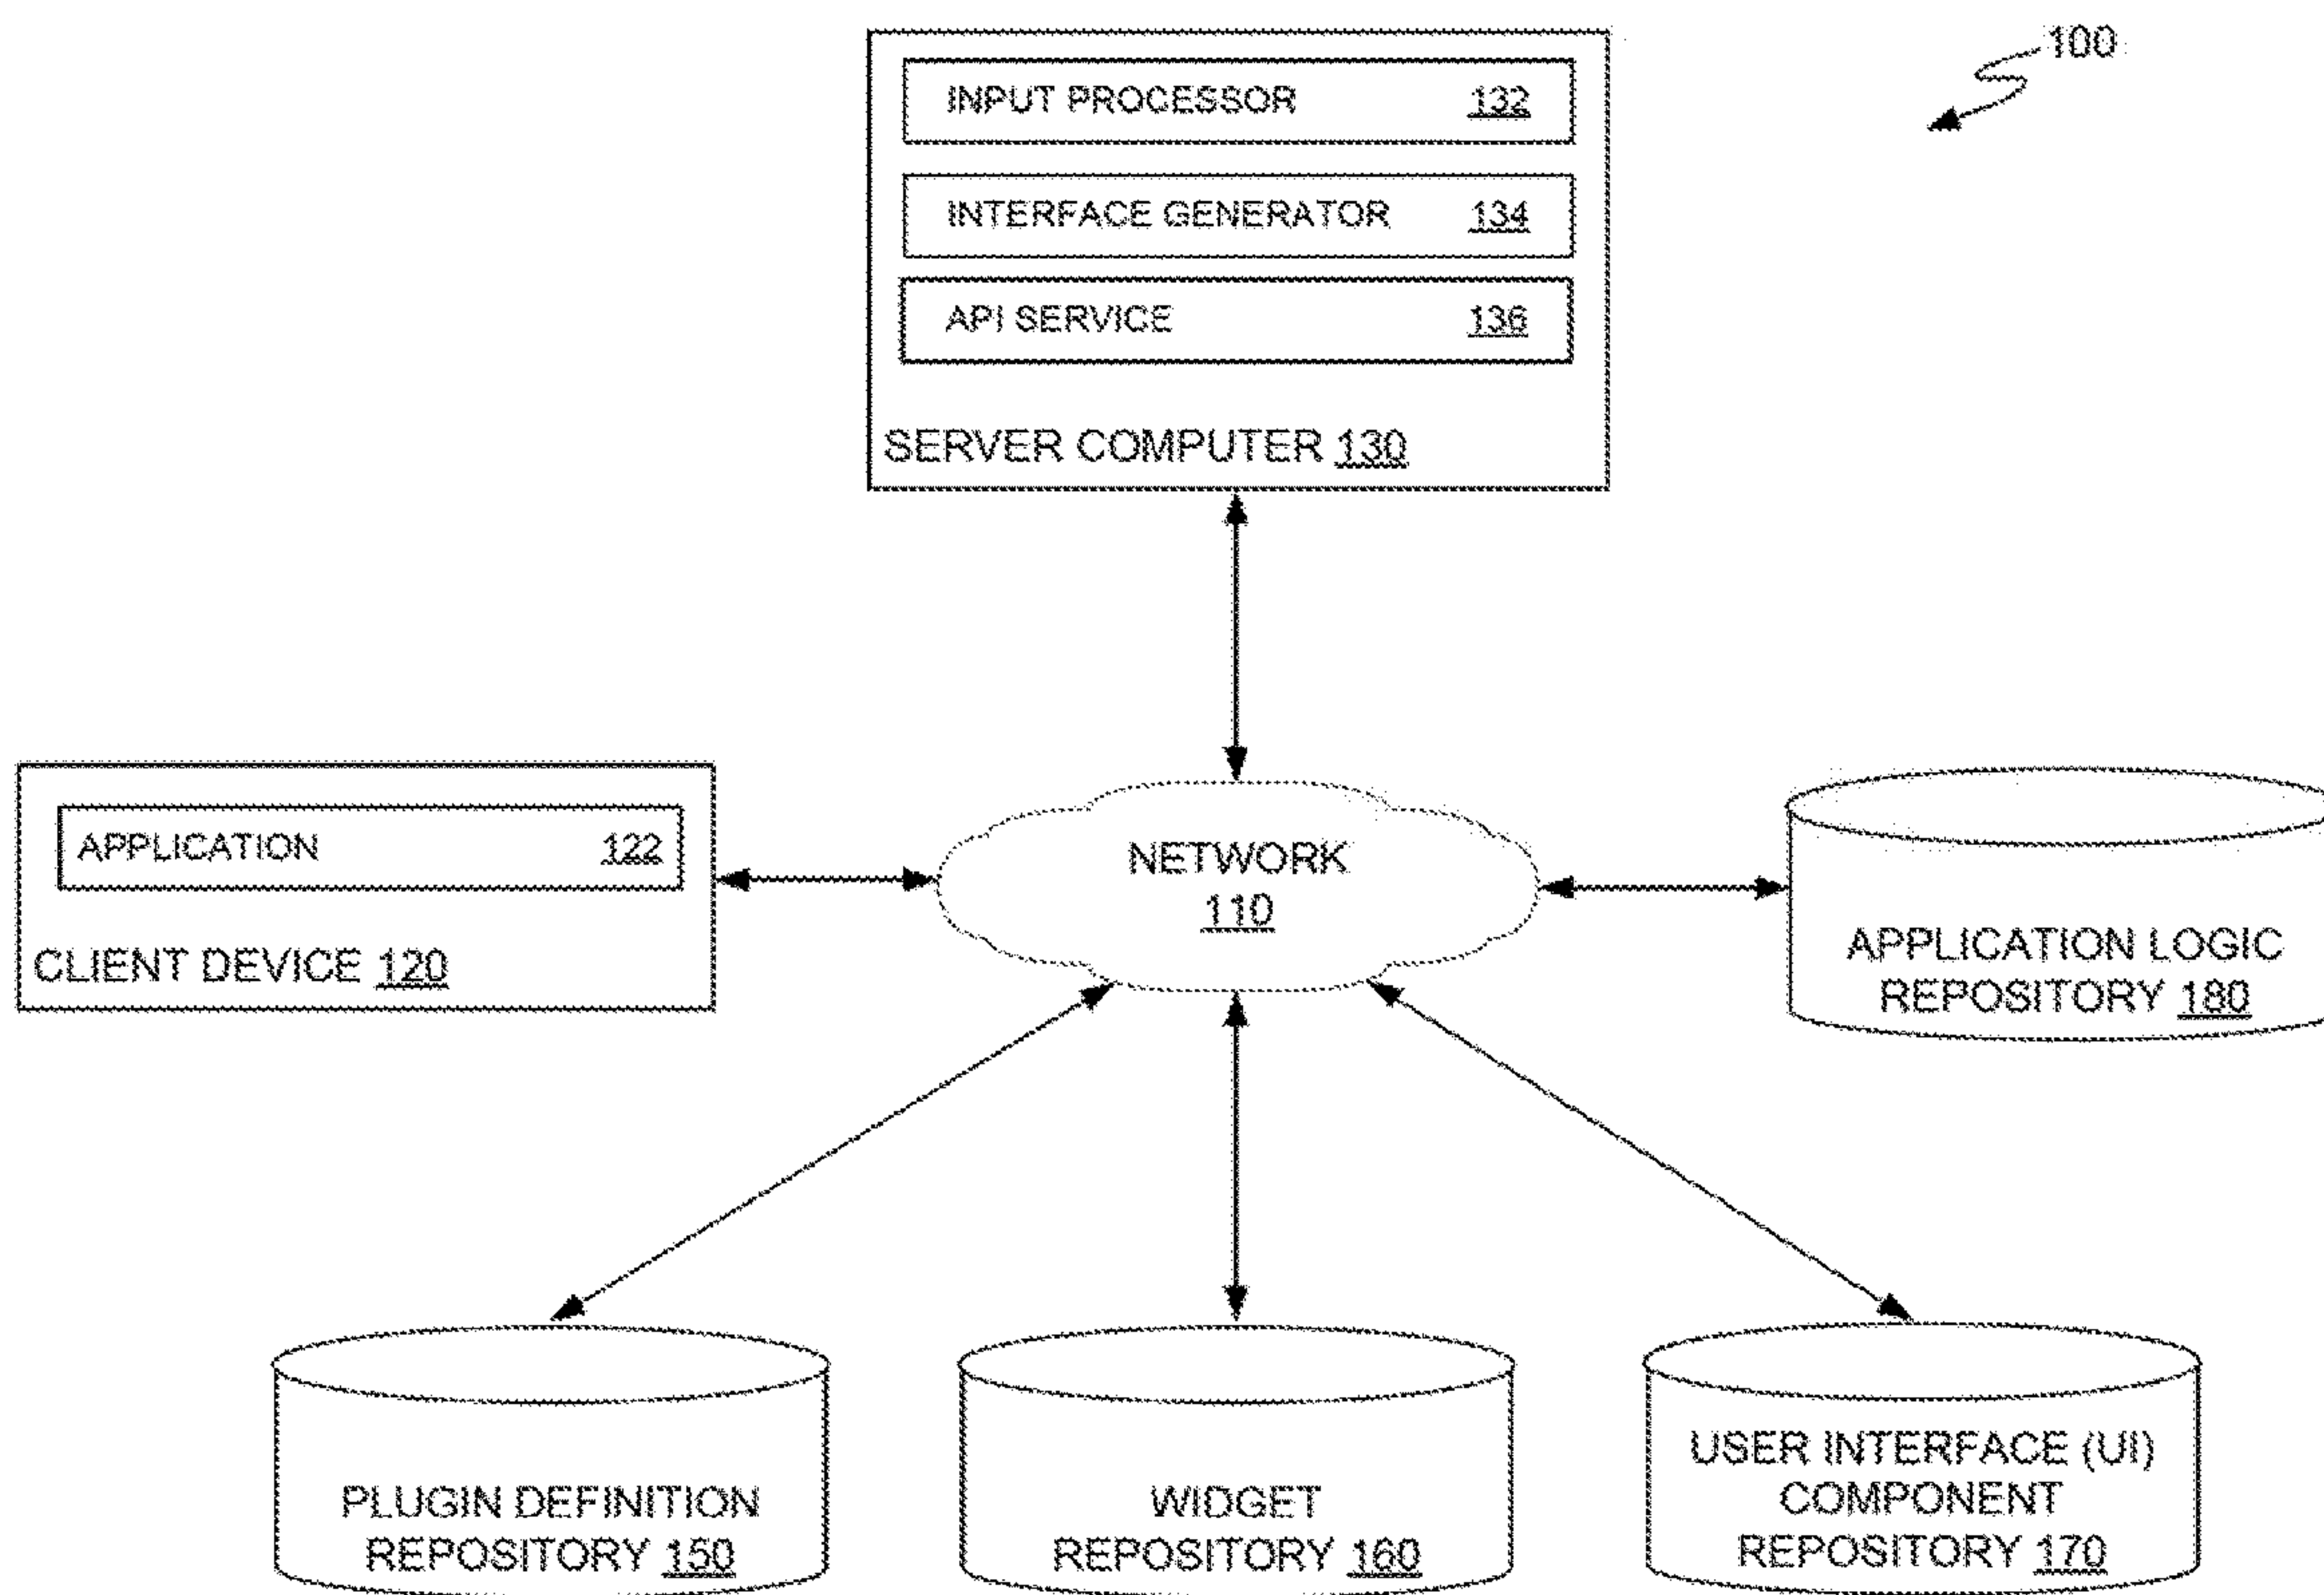 100
INPUT PROCESSOR 132
INTERFACE GENERATOR 134
API SERVICE 136
SERVER COMPUTER 130
APPLICATION 122
CLIENT DEVICE 120
NETWORK
110
APPLICATION LOGIC
REPOSITORY 180
PLUGIN DEFINITION
REPOSITORY 150
WIDGET
REPOSITORY 160
USER INTERFACE (UI)
COMPONENT
REPOSITORY 170